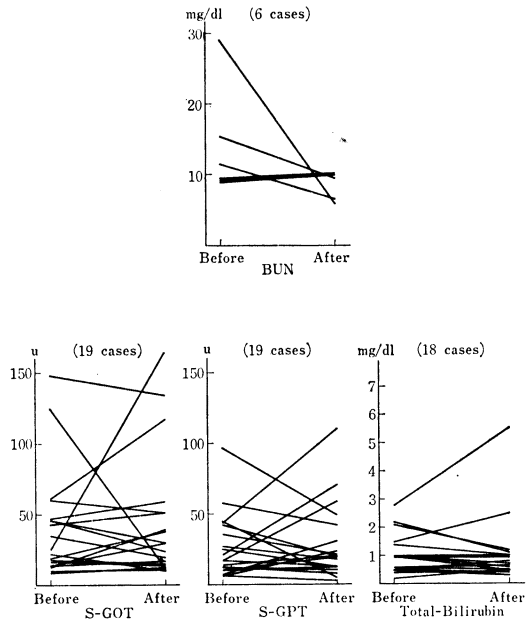 mg/dl (6 cases)
30
20
10
Before After
BUN
u (19 cases)
150
100
50
Before After
S-GOT
u (19 cases)
150
100
50
Before After
S-GPT
mg/dl (18 cases)
7
6
5
4
3
2
1
Before After
Total-Bilirubin